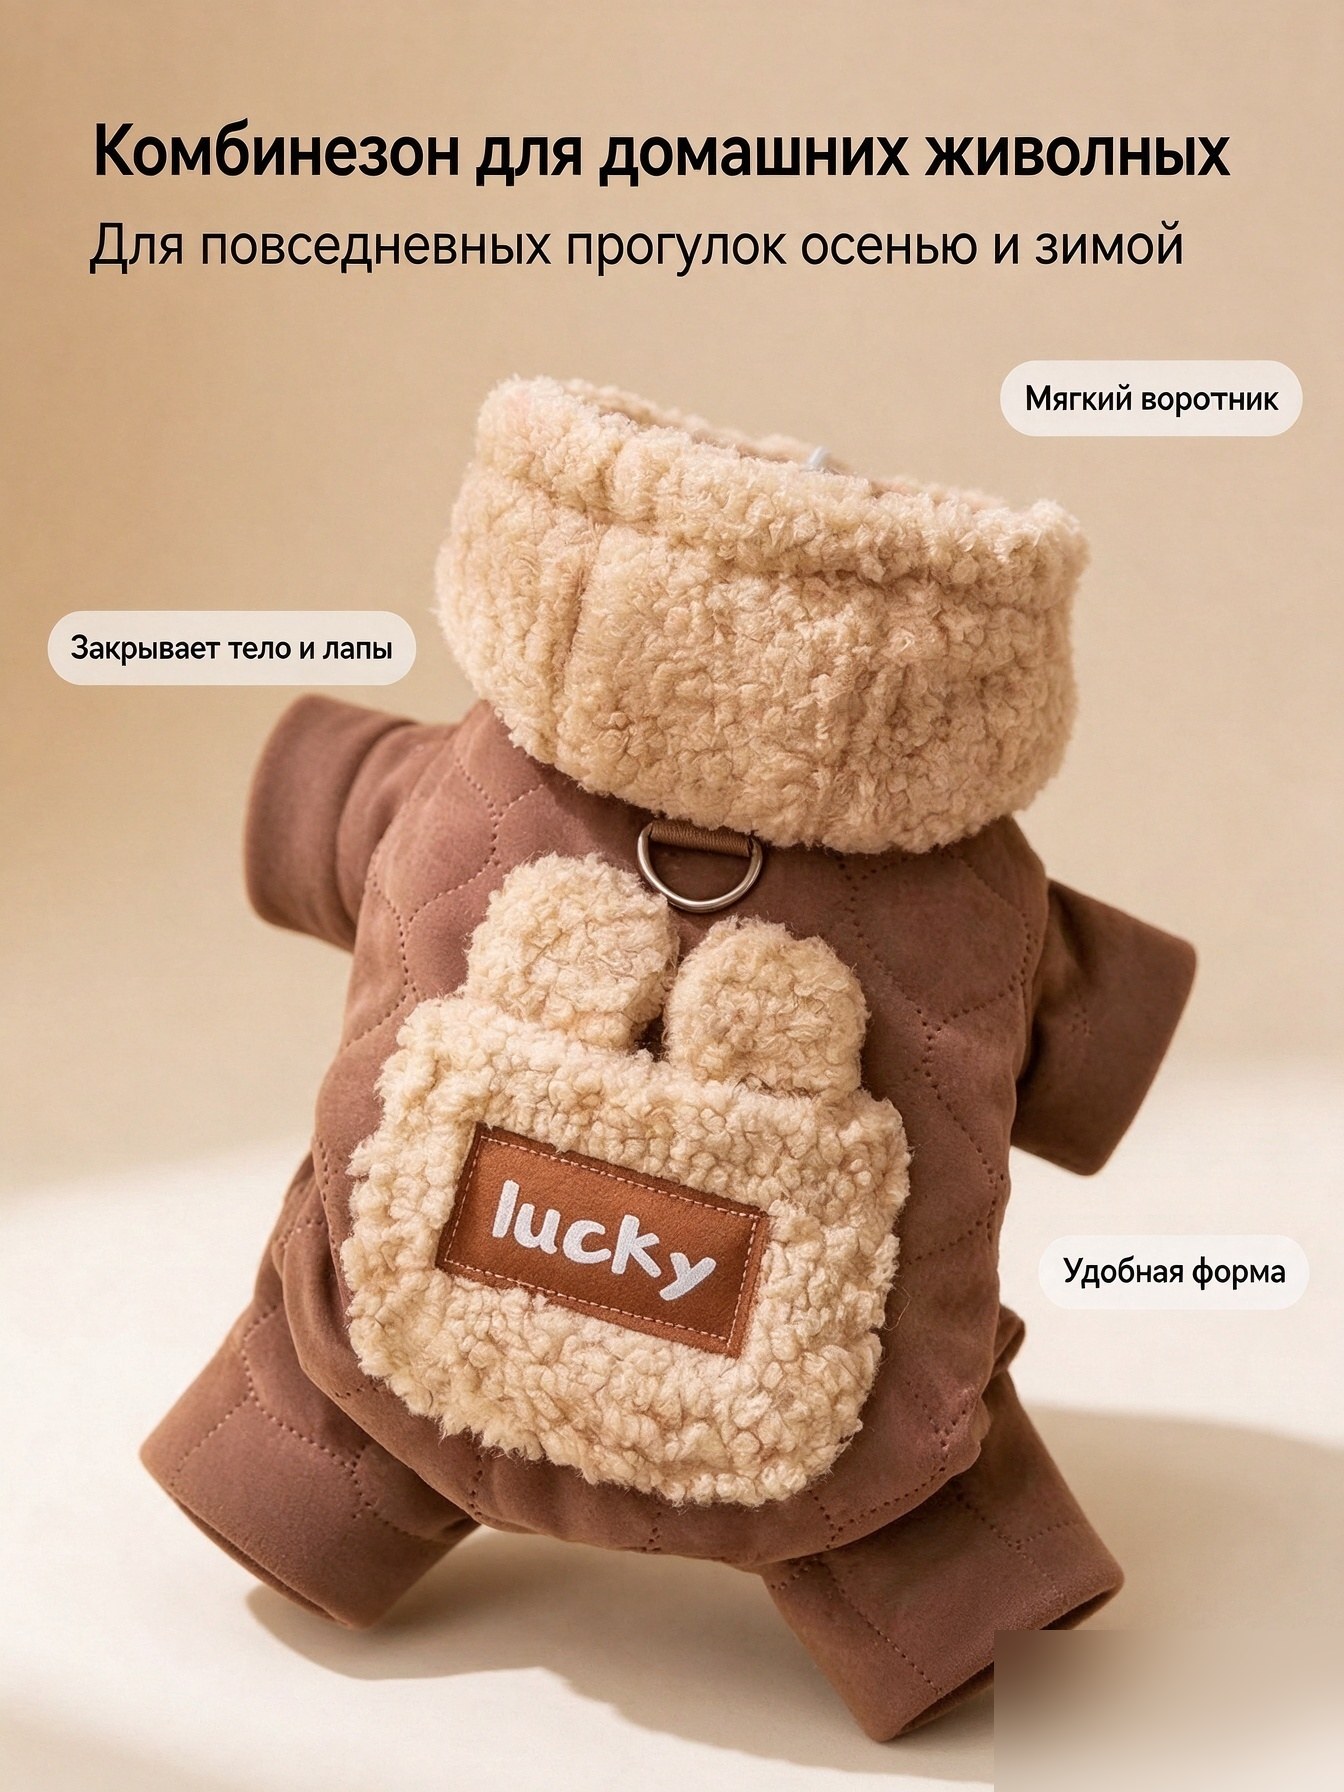 Комбинезон для домашних живолных
Для повседневных прогулок осенью и зимой
Мягкий воротник
Закрывает тело и лапы
lucky
Удобная форма